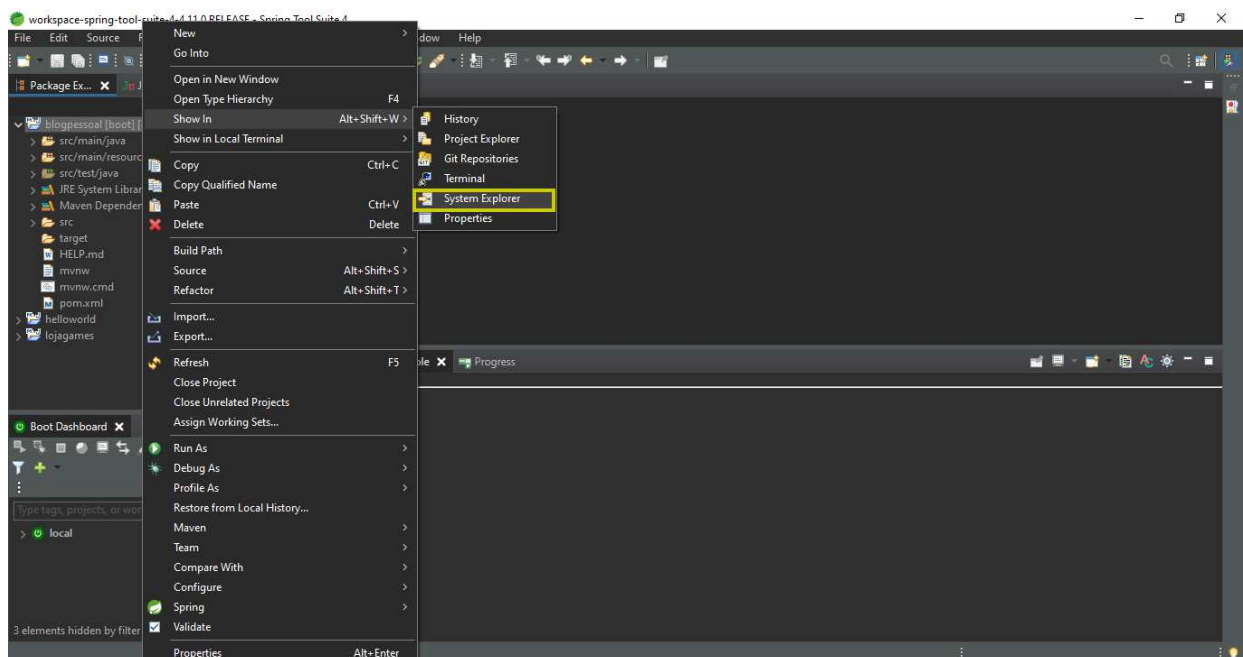 workspace-spring-tool-suite-4-4.11.0.RELEASE - Spring Tool Suite 4
File Edit Source
dow Help
Package Ex...
Ju J
blogpessoal [boot] [
src/main/java
src/main/resourc
src/test/java
JRE System Librar
Maven Depender
src
target
HELP.md
mvnw
mvnw.cmd
pom.xml
helloworld
lojagames
Boot Dashboard
Type tags, projects, or wor
local
3 elements hidden by filter
New
Go Into
Open in New Window
Open Type Hierarchy F4
Show In Alt+Shift+W
Show in Local Terminal
Copy Ctrl+C
Copy Qualified Name
Paste Ctrl+V
Delete Delete
Build Path
Source Alt+Shift+S
Refactor Alt+Shift+T
Import...
Export...
Refresh F5
Close Project
Close Unrelated Projects
Assign Working Sets...
Run As
Debug As
Profile As
Restore from Local History...
Maven
Team
Compare With
Configure
Spring
Validate
Properties Alt+Enter
History
Project Explorer
Git Repositories
Terminal
System Explorer
Properties
ole
Progress